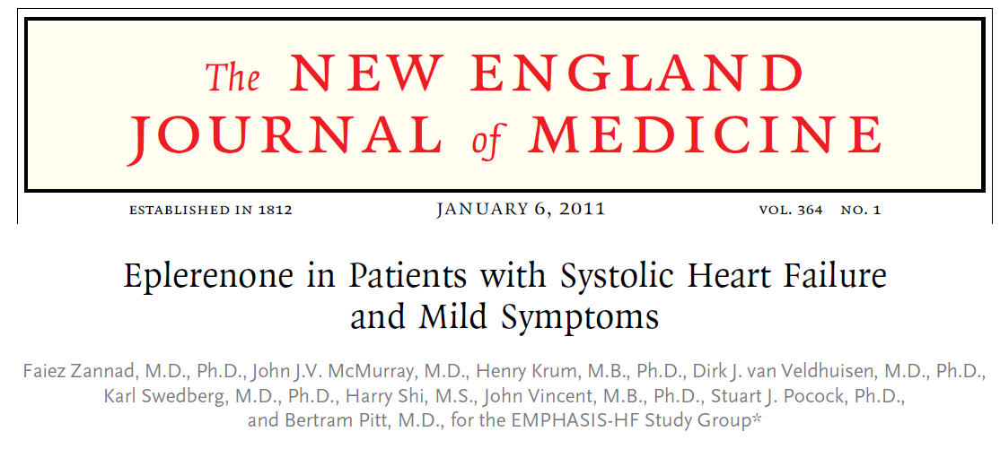 The NEW ENGLAND
JOURNAL of MEDICINE
ESTABLISHED IN 1812 JANUARY 6, 2011 VOL. 364 NO. 1
Eplerenone in Patients with Systolic Heart Failure
and Mild Symptoms
Faiez Zannad, M.D., Ph.D., John J.V. McMurray, M.D., Henry Krum, M.B., Ph.D., Dirk J. van Veldhuisen, M.D., Ph.D.,
Karl Swedberg, M.D., Ph.D., Harry Shi, M.S., John Vincent, M.B., Ph.D., Stuart J. Pocock, Ph.D.,
and Bertram Pitt, M.D., for the EMPHASIS-HF Study Group*